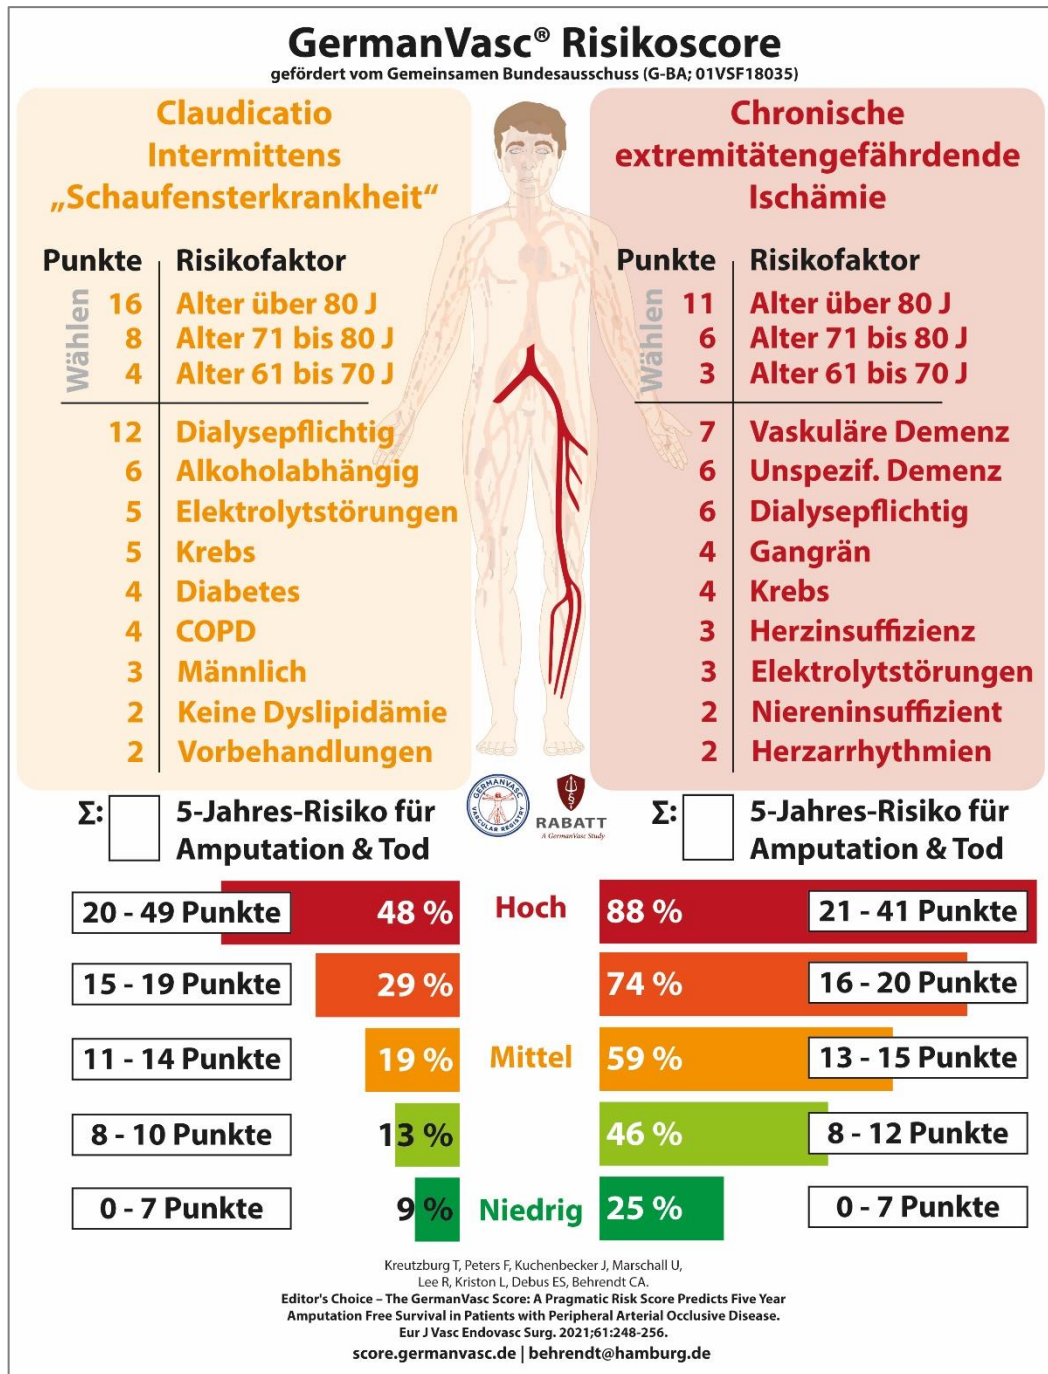 GermanVasc® Risikoscore
gefördert vom Gemeinsamen Bundesausschuss (G-BA; 01VSF18035)
Claudicatio
Intermittens
„Schaufensterkrankheit“
Punkte Risikofaktor
Wählen
16 Alter über 80 J
8 Alter 71 bis 80 J
4 Alter 61 bis 70 J
12 Dialysepflichtig
6 Alkoholabhängig
5 Elektrolytstörungen
5 Krebs
4 Diabetes
4 COPD
3 Männlich
2 Keine Dyslipidämie
2 Vorbehandlungen
Σ: 5-Jahres-Risiko für
Amputation & Tod
Chronische
extremitätengefährdende
Ischämie
Punkte Risikofaktor
Wählen
11 Alter über 80 J
6 Alter 71 bis 80 J
3 Alter 61 bis 70 J
7 Vaskuläre Demenz
6 Unspezif. Demenz
6 Dialysepflichtig
4 Gangrän
4 Krebs
3 Herzinsuffizienz
3 Elektrolytstörungen
2 Niereninsuffizient
2 Herzarrhythmien
Σ: 5-Jahres-Risiko für
Amputation & Tod
GERMANVASC
VASCULAR REGISTRY
RABATT
A GermanVasc Study
20 - 49 Punkte 48 % Hoch 88 % 21 - 41 Punkte
15 - 19 Punkte 29 % 74 % 16 - 20 Punkte
11 - 14 Punkte 19 % Mittel 59 % 13 - 15 Punkte
8 - 10 Punkte 13 % 46 % 8 - 12 Punkte
0 - 7 Punkte 9 % Niedrig 25 % 0 - 7 Punkte
Kreutzburg T, Peters F, Kuchenbecker J, Marschall U,
Lee R, Kriston L, Debus ES, Behrendt CA.
Editor's Choice – The GermanVasc Score: A Pragmatic Risk Score Predicts Five Year
Amputation Free Survival in Patients with Peripheral Arterial Occlusive Disease.
Eur J Vasc Endovasc Surg. 2021;61:248-256.
score.germanvasc.de | behrendt@hamburg.de